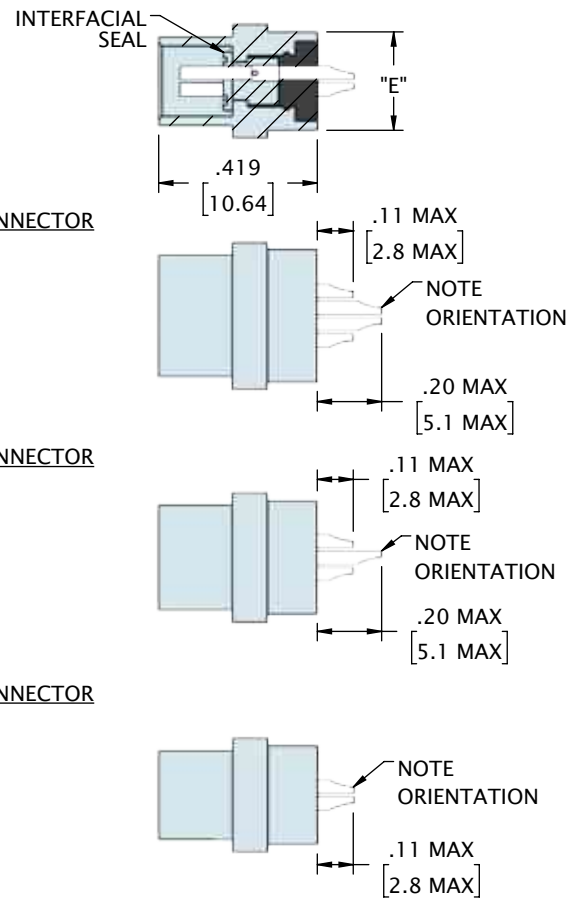 INTERFACIAL
SEAL
"E"
.419
[10.64]
NNECTOR
.11 MAX
[2.8 MAX]
NOTE
ORIENTATION
.20 MAX
[5.1 MAX]
NNECTOR
.11 MAX
[2.8 MAX]
NOTE
ORIENTATION
.20 MAX
[5.1 MAX]
NNECTOR
NOTE
ORIENTATION
.11 MAX
[2.8 MAX]